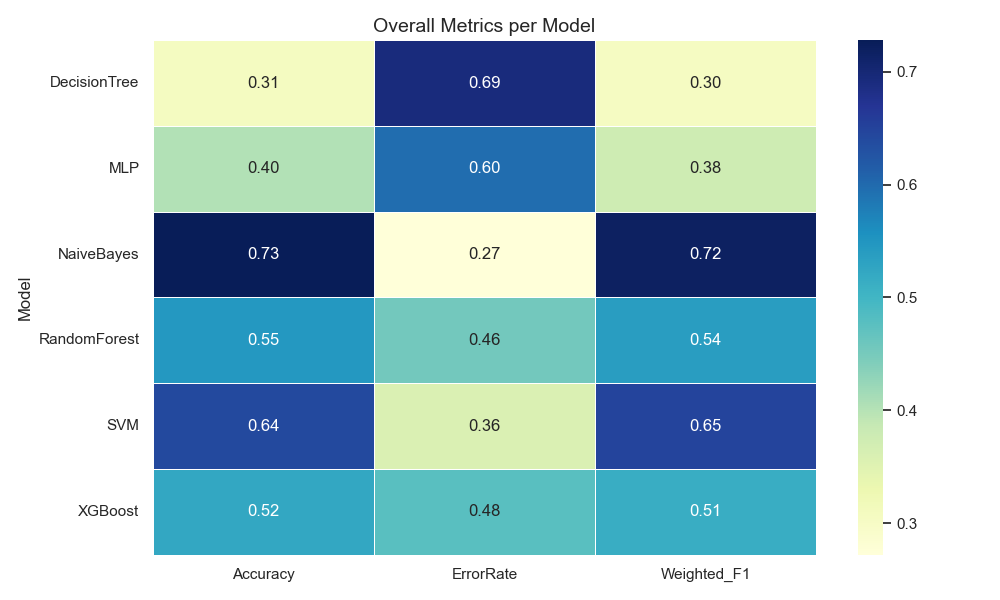 Overall Metrics per Model
Model
DecisionTree 0.31 0.69 0.30
MLP 0.40 0.60 0.38
NaiveBayes 0.73 0.27 0.72
RandomForest 0.55 0.46 0.54
SVM 0.64 0.36 0.65
XGBoost 0.52 0.48 0.51
Accuracy ErrorRate Weighted_F1
0.7
0.6
0.5
0.4
0.3